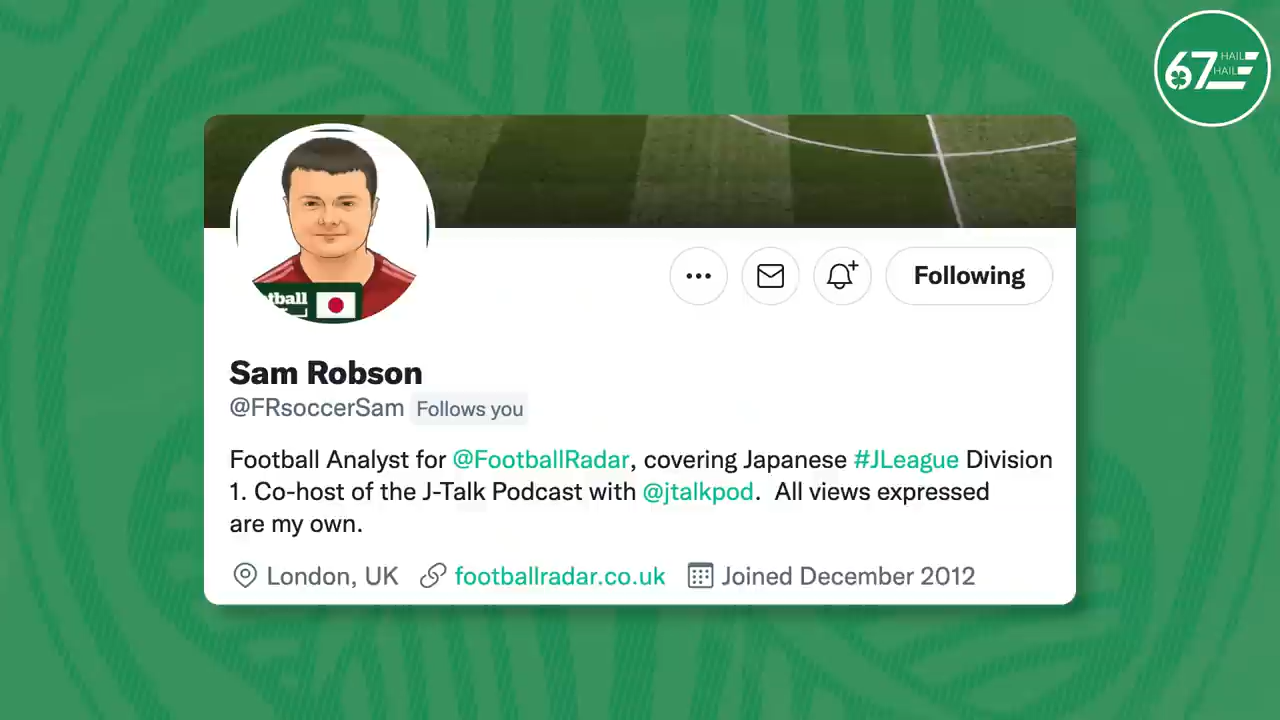 67
HAIL
HAIL
tball
Following
Sam Robson
@FRsoccerSam Follows you
Football Analyst for @FootballRadar, covering Japanese #JLeague Division
1. Co-host of the J-Talk Podcast with @jtalkpod. All views expressed
are my own.
London, UK footballradar.co.uk Joined December 2012